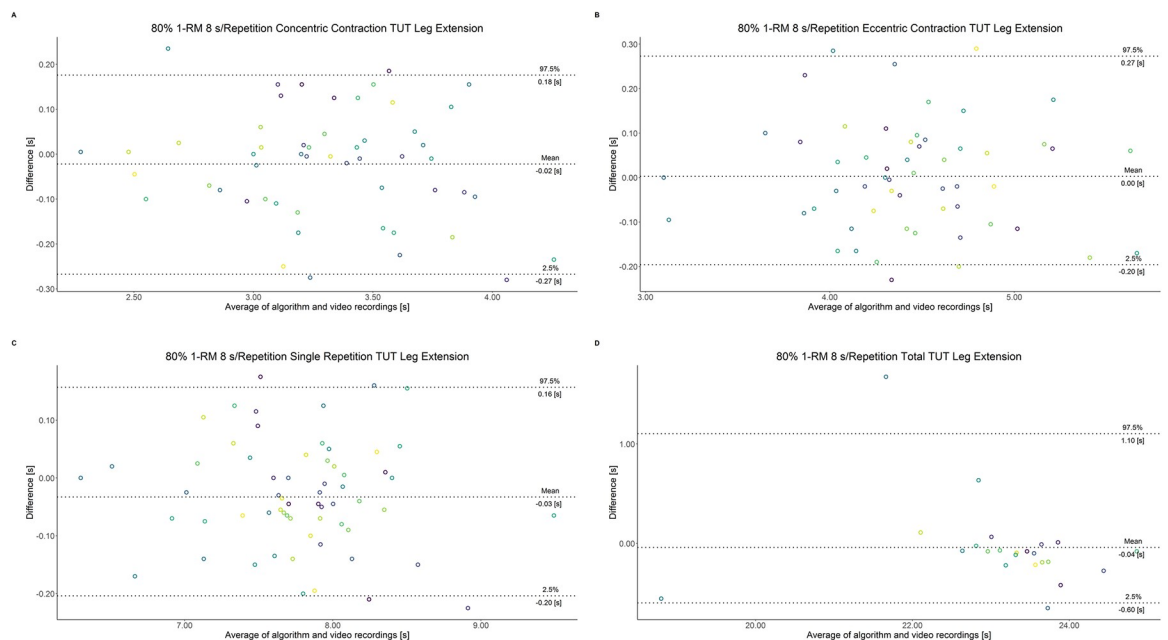 A
80% 1-RM 8 s/Repetition Concentric Contraction TUT Leg Extension
Difference [s]
0.20
0.10
0.00
-0.10
-0.20
-0.30
97.5%
0.18 [s]
Mean
-0.02 [s]
2.5%
-0.27 [s]
2.50
3.00
3.50
4.00
Average of algorithm and video recordings [s]
B
80% 1-RM 8 s/Repetition Eccentric Contraction TUT Leg Extension
Difference [s]
0.30
0.20
0.10
0.00
-0.10
-0.20
97.5%
0.27 [s]
Mean
0.00 [s]
2.5%
-0.20 [s]
3.00
4.00
5.00
Average of algorithm and video recordings [s]
C
80% 1-RM 8 s/Repetition Single Repetition TUT Leg Extension
Difference [s]
0.10
0.00
-0.10
-0.20
97.5%
0.16 [s]
Mean
-0.03 [s]
2.5%
-0.20 [s]
7.00
8.00
9.00
Average of algorithm and video recordings [s]
D
80% 1-RM 8 s/Repetition Total TUT Leg Extension
Difference [s]
1.00
0.00
97.5%
1.10 [s]
Mean
-0.04 [s]
2.5%
-0.60 [s]
20.00
22.00
24.00
Average of algorithm and video recordings [s]